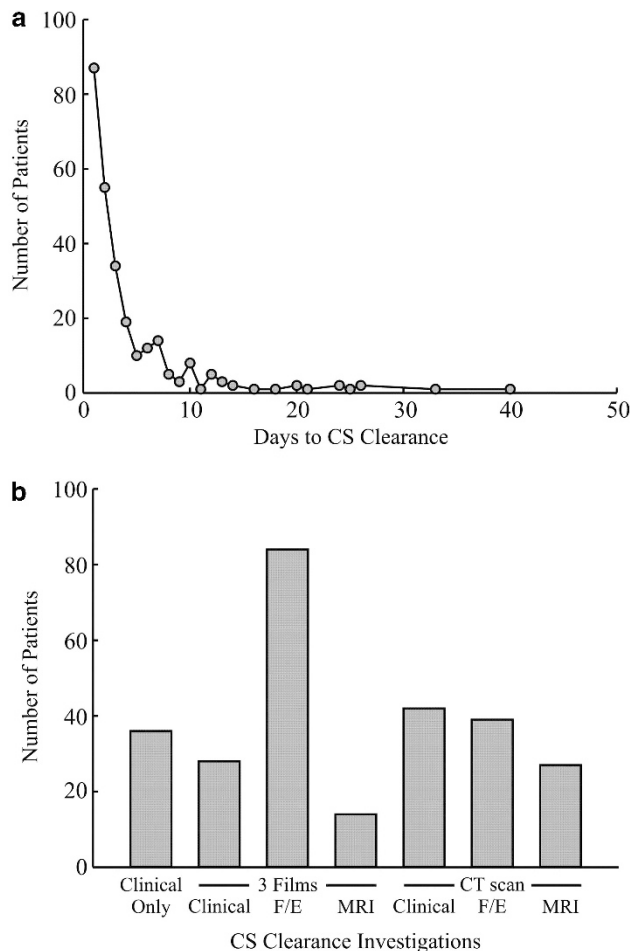 a
100
80
60
40
20
0
Number of Patients
0 10 20 30 40 50
Days to CS Clearance
b
100
80
60
40
20
0
Number of Patients
Clinical Only
3 Films
Clinical F/E MRI
CT scan
Clinical F/E MRI
CS Clearance Investigations